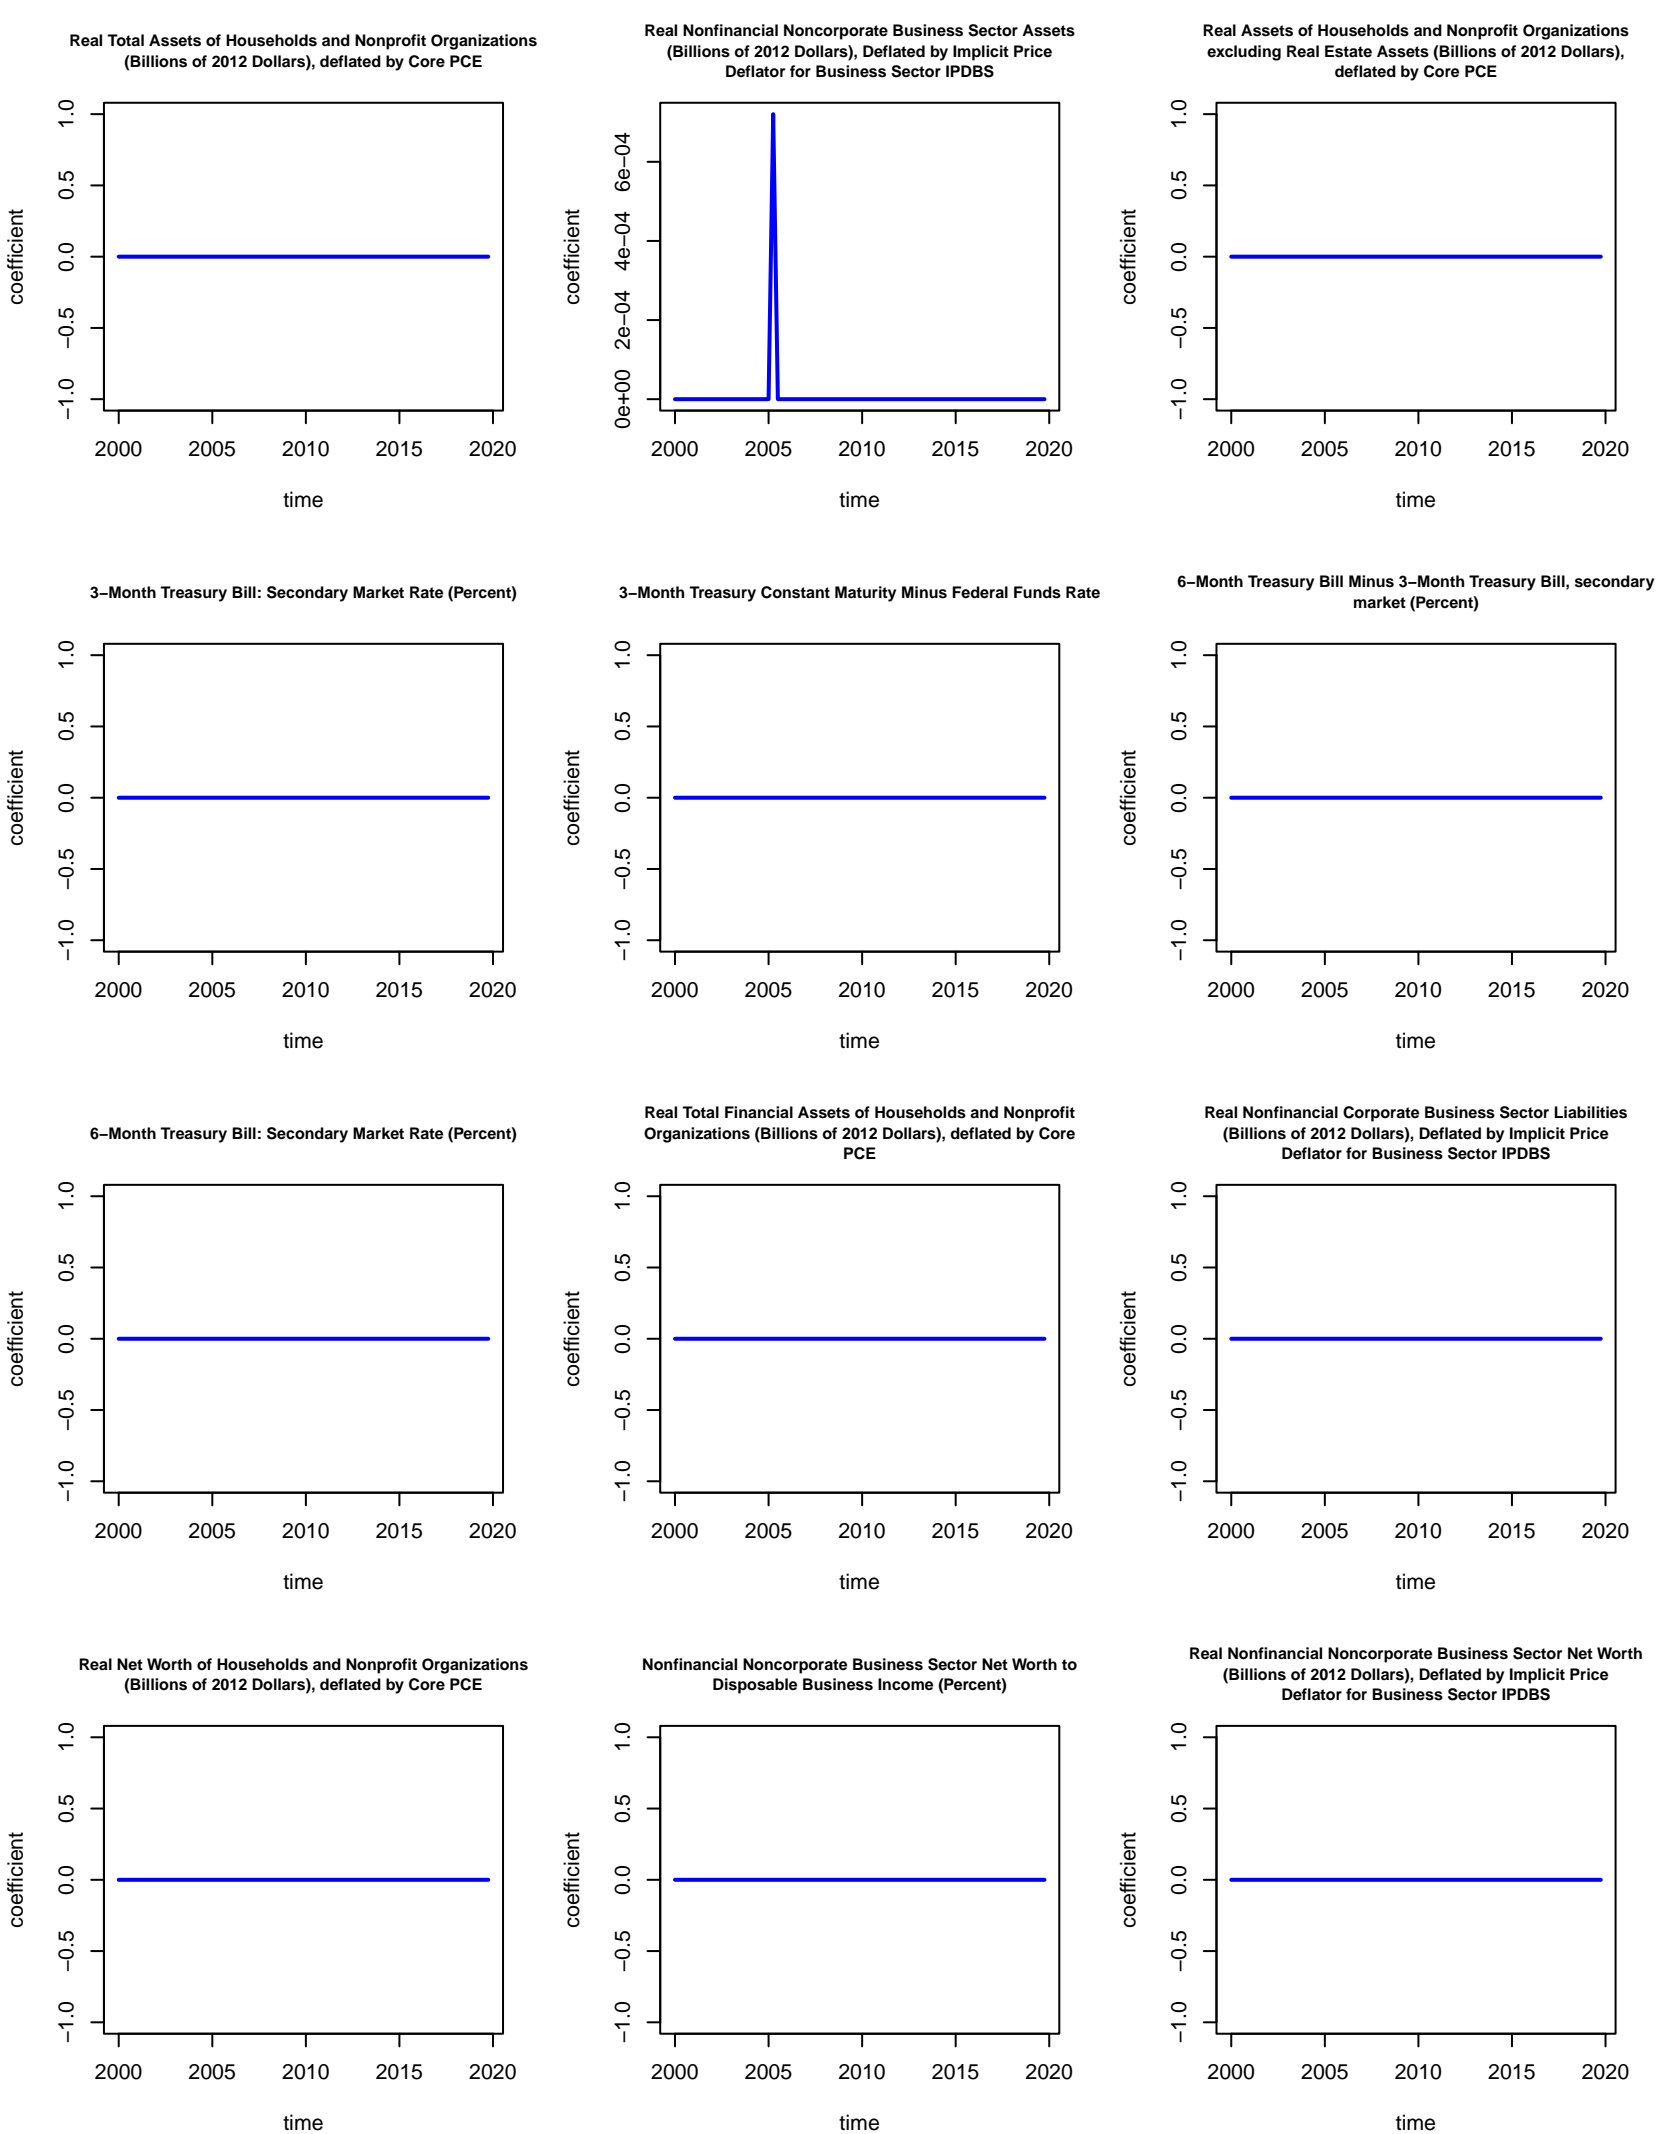 Real Total Assets of Households and Nonprofit Organizations
(Billions of 2012 Dollars), deflated by Core PCE
coefficient
1.0
0.5
0.0
−0.5
−1.0
2000 2005 2010 2015 2020
time
Real Nonfinancial Noncorporate Business Sector Assets
(Billions of 2012 Dollars), Deflated by Implicit Price
Deflator for Business Sector IPDBS
coefficient
6e−04
4e−04
2e−04
0e+00
2000 2005 2010 2015 2020
time
Real Assets of Households and Nonprofit Organizations
excluding Real Estate Assets (Billions of 2012 Dollars),
deflated by Core PCE
coefficient
1.0
0.5
0.0
−0.5
−1.0
2000 2005 2010 2015 2020
time
3−Month Treasury Bill: Secondary Market Rate (Percent)
coefficient
1.0
0.5
0.0
−0.5
−1.0
2000 2005 2010 2015 2020
time
3−Month Treasury Constant Maturity Minus Federal Funds Rate
coefficient
1.0
0.5
0.0
−0.5
−1.0
2000 2005 2010 2015 2020
time
6−Month Treasury Bill Minus 3−Month Treasury Bill, secondary
market (Percent)
coefficient
1.0
0.5
0.0
−0.5
−1.0
2000 2005 2010 2015 2020
time
6−Month Treasury Bill: Secondary Market Rate (Percent)
coefficient
1.0
0.5
0.0
−0.5
−1.0
2000 2005 2010 2015 2020
time
Real Total Financial Assets of Households and Nonprofit
Organizations (Billions of 2012 Dollars), deflated by Core
PCE
coefficient
1.0
0.5
0.0
−0.5
−1.0
2000 2005 2010 2015 2020
time
Real Nonfinancial Corporate Business Sector Liabilities
(Billions of 2012 Dollars), Deflated by Implicit Price
Deflator for Business Sector IPDBS
coefficient
1.0
0.5
0.0
−0.5
−1.0
2000 2005 2010 2015 2020
time
Real Net Worth of Households and Nonprofit Organizations
(Billions of 2012 Dollars), deflated by Core PCE
coefficient
1.0
0.5
0.0
−0.5
−1.0
2000 2005 2010 2015 2020
time
Nonfinancial Noncorporate Business Sector Net Worth to
Disposable Business Income (Percent)
coefficient
1.0
0.5
0.0
−0.5
−1.0
2000 2005 2010 2015 2020
time
Real Nonfinancial Noncorporate Business Sector Net Worth
(Billions of 2012 Dollars), Deflated by Implicit Price
Deflator for Business Sector IPDBS
coefficient
1.0
0.5
0.0
−0.5
−1.0
2000 2005 2010 2015 2020
time